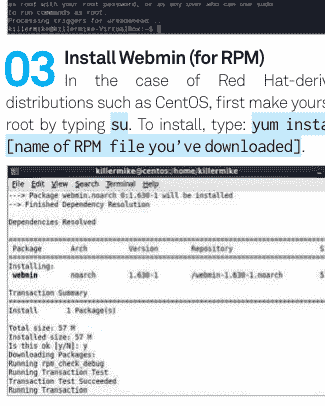 as root with your root password, or as any user who can use sudo
to run commands as root.
Processing triggers for ureadahead ...
killermike@killermike-VirtualBox:~$
03 Install Webmin (for RPM)
In the case of Red Hat-deriv
distributions such as CentOS, first make yours
root by typing su. To install, type: yum insta
[name of RPM file you’ve downloaded].
killermike@centos:/home/killermike
File Edit View Search Terminal Help
---> Package webmin.noarch 0:1.630-1 will be installed
--> Finished Dependency Resolution
Dependencies Resolved
Package Arch Version Repository S
Installing:
webmin noarch 1.630-1 /webmin-1.630-1.noarch 5
Transaction Summary
Install 1 Package(s)
Total size: 57 M
Installed size: 57 M
Is this ok [y/N]: y
Downloading Packages:
Running rpm_check_debug
Running Transaction Test
Transaction Test Succeeded
Running Transaction